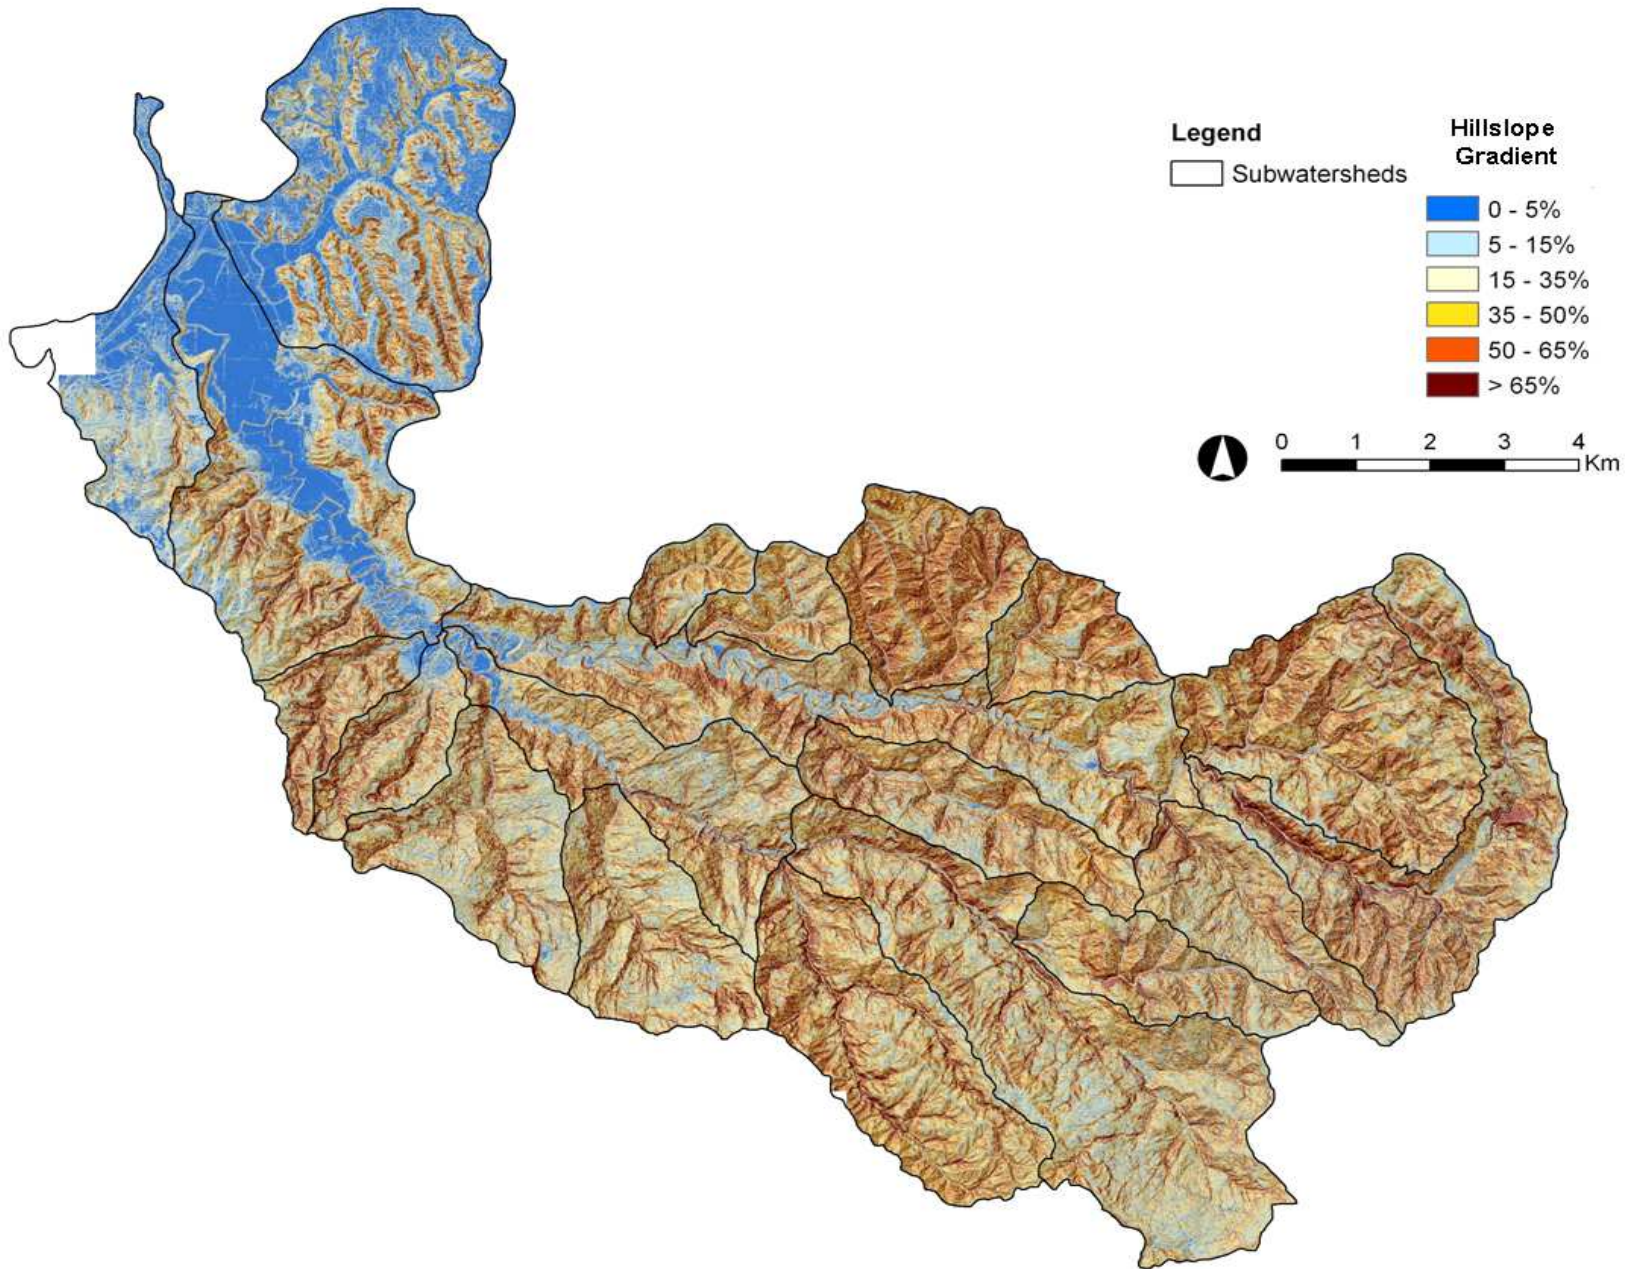 Legend
Subwatersheds
Hillslope
Gradient
0 - 5%
5 - 15%
15 - 35%
35 - 50%
50 - 65%
> 65%
0 1 2 3 4
Km